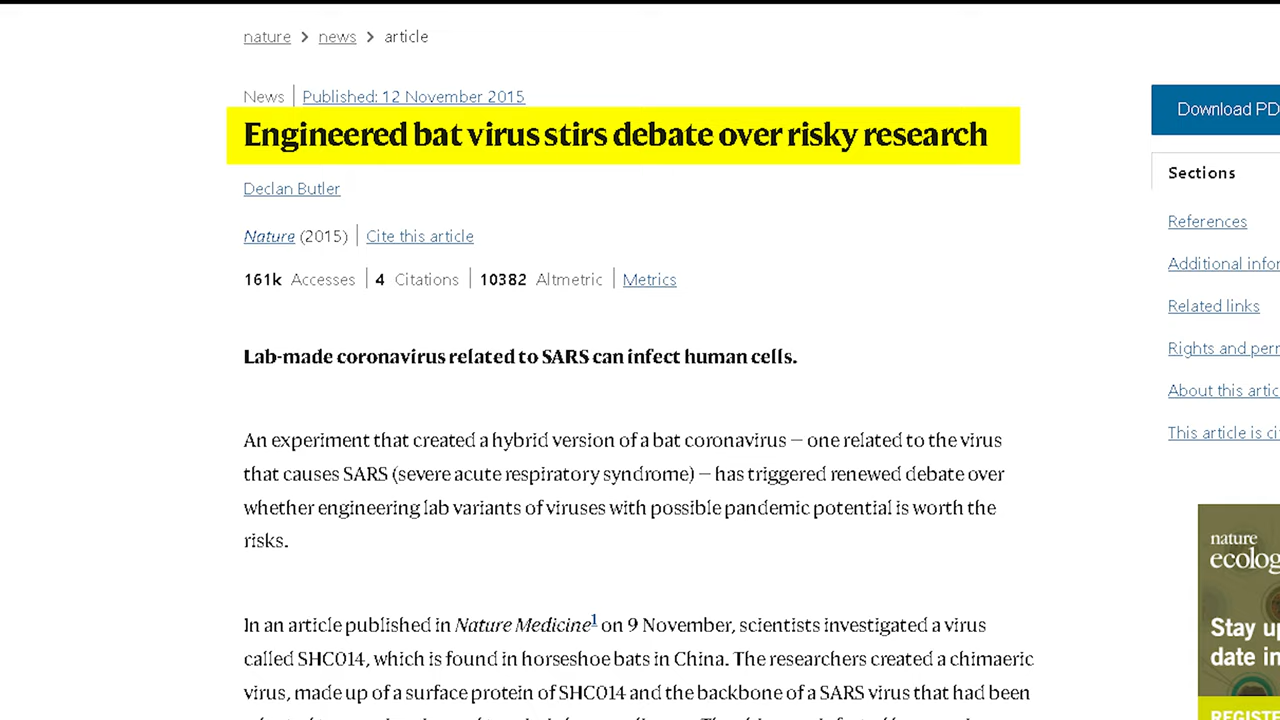 nature > news > article
News | Published: 12 November 2015
Engineered bat virus stirs debate over risky research
Download PD
Declan Butler
Sections
Nature (2015) | Cite this article
References
161k Accesses | 4 Citations | 10382 Altmetric | Metrics
Additional infor
Related links
Lab-made coronavirus related to SARS can infect human cells.
Rights and perr
About this artic
This article is ci
An experiment that created a hybrid version of a bat coronavirus — one related to the virus
that causes SARS (severe acute respiratory syndrome) — has triggered renewed debate over
whether engineering lab variants of viruses with possible pandemic potential is worth the
risks.
nature
ecolog
In an article published in Nature Medicine1 on 9 November, scientists investigated a virus
called SHC014, which is found in horseshoe bats in China. The researchers created a chimaeric
virus, made up of a surface protein of SHC014 and the backbone of a SARS virus that had been
Stay up
date in
REGISTE